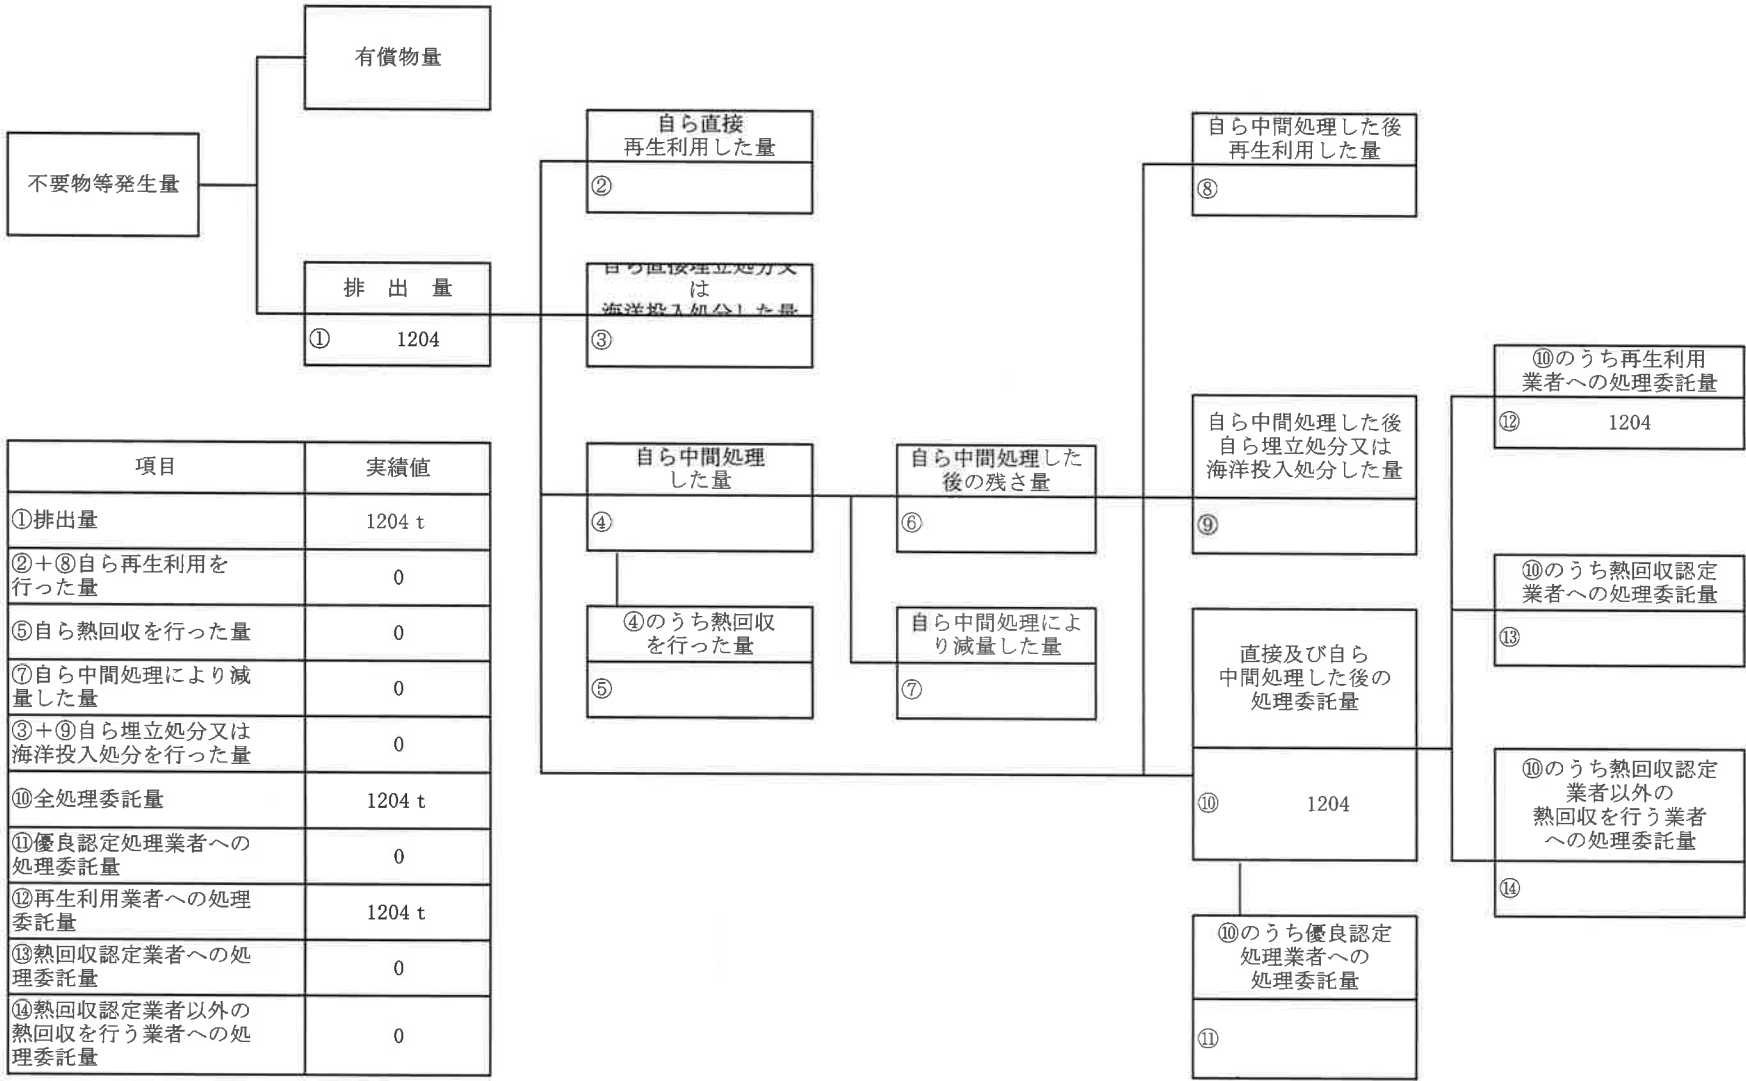 有償物量
不要物等発生量
排 出 量
① 1204
自ら直接
再生利用した量
②
自ら直接埋立処分又
は
海洋投入処分した量
③
自ら中間処理
した量
④
④のうち熱回収
を行った量
⑤
自ら中間処理した
後の残さ量
⑥
自ら中間処理によ
り減量した量
⑦
自ら中間処理した後
再生利用した量
⑧
自ら中間処理した後
自ら埋立処分又は
海洋投入処分した量
⑨
直接及び自ら
中間処理した後の
処理委託量
⑩ 1204
⑩のうち優良認定
処理業者への
処理委託量
⑪
⑩のうち再生利用
業者への処理委託量
⑫ 1204
⑩のうち熱回収認定
業者への処理委託量
⑬
⑩のうち熱回収認定
業者以外の
熱回収を行う業者
への処理委託量
⑭
項目 実績値
①排出量 1204 t
②＋⑧自ら再生利用を
行った量 0
⑤自ら熱回収を行った量 0
⑦自ら中間処理により減
量した量 0
③＋⑨自ら埋立処分又は
海洋投入処分を行った量 0
⑩全処理委託量 1204 t
⑪優良認定処理業者への
処理委託量 0
⑫再生利用業者への処理
委託量 1204 t
⑬熱回収認定業者への処
理委託量 0
⑭熱回収認定業者以外の
熱回収を行う業者への処
理委託量 0